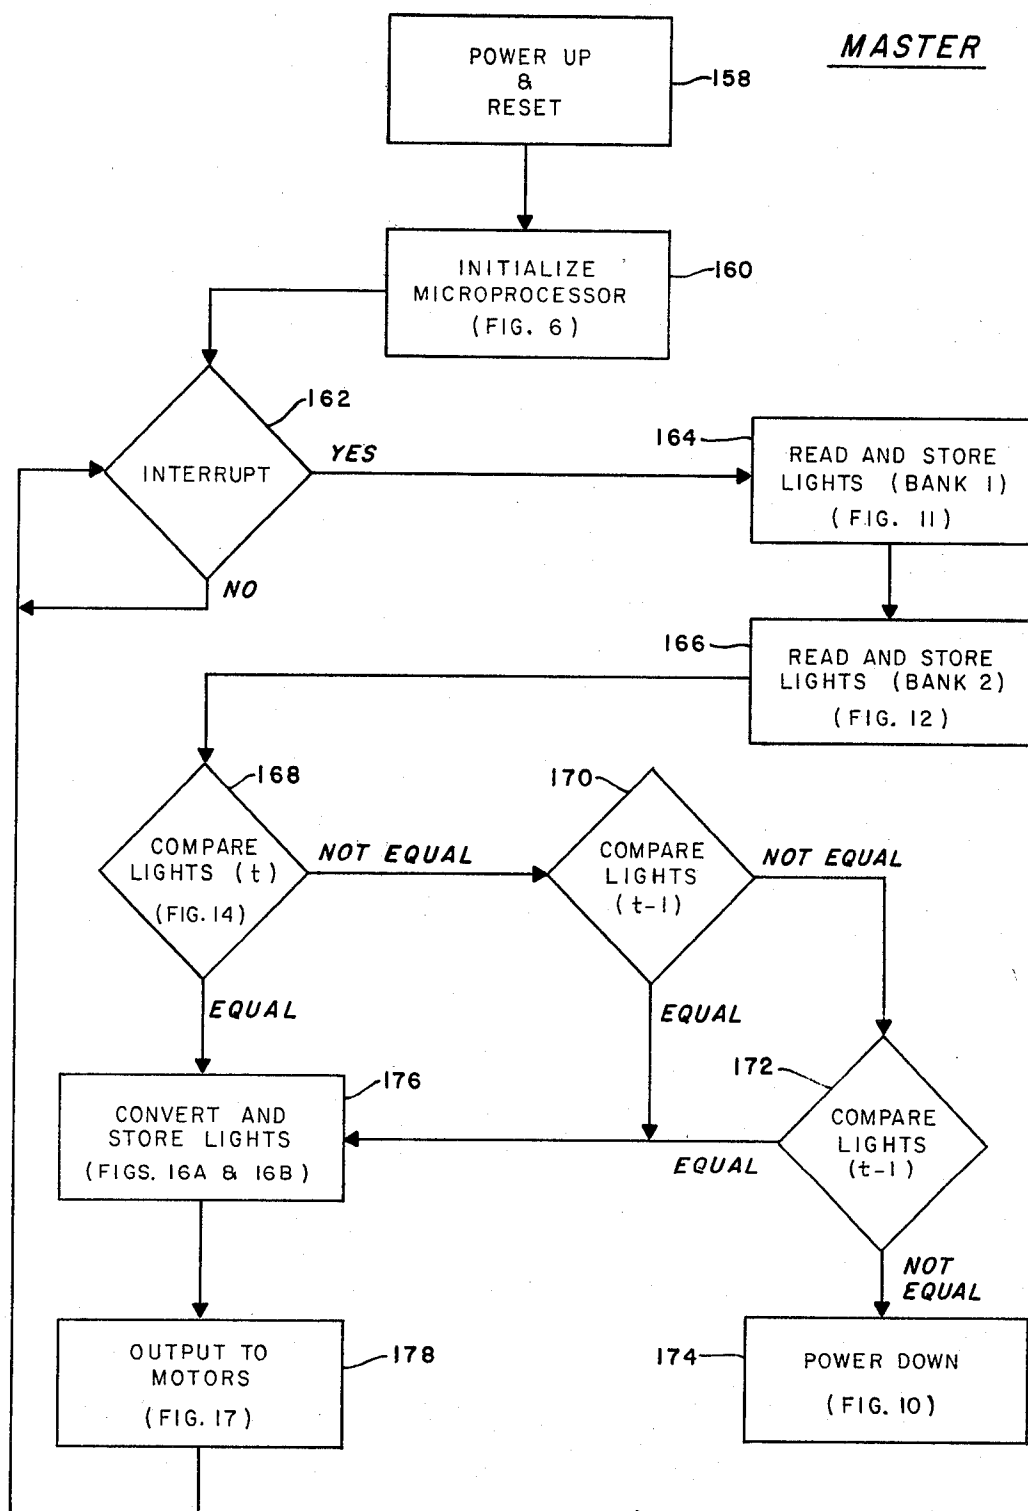 MASTER
POWER UP
&
RESET
158
INITIALIZE
MICROPROCESSOR
(FIG. 6)
160
162
INTERRUPT
YES
NO
164
READ AND STORE
LIGHTS (BANK 1)
(FIG. 11)
166
READ AND STORE
LIGHTS (BANK 2)
(FIG. 12)
168
COMPARE
LIGHTS (t)
(FIG. 14)
NOT EQUAL
EQUAL
170
COMPARE
LIGHTS
(t-1)
NOT EQUAL
EQUAL
172
COMPARE
LIGHTS
(t-1)
EQUAL
NOT
EQUAL
176
CONVERT AND
STORE LIGHTS
(FIGS. 16A & 16B)
178
OUTPUT TO
MOTORS
(FIG. 17)
174
POWER DOWN
(FIG. 10)